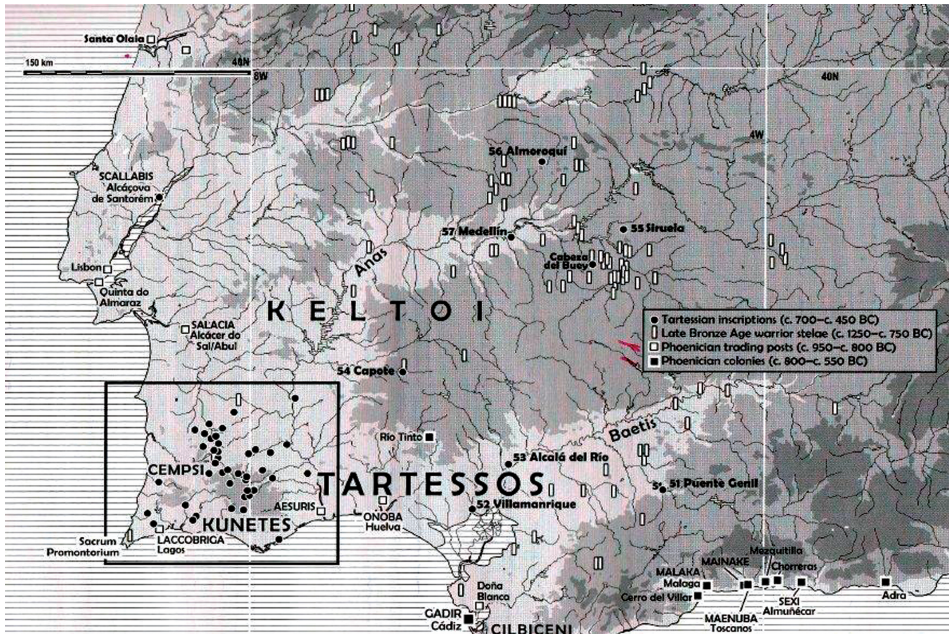 Santa Olaia
150 km
40N
8W
40N
4W
56 Almoroquí
SCALLABIS
Alcáçova
de Santorém
57 Medellín
55 Siruela
Cabeza
del Buey
Anas
Lisbon
Quinta do
Almaraz
KELTOI
SALACIA
Alcácer do
Sal/Abul
Tartessian inscriptions (c. 700–c. 450 BC)
Late Bronze Age warrior stelae (c. 1250–c. 750 BC)
Phoenician trading posts (c. 950–c. 800 BC)
Phoenician colonies (c. 800–c. 550 BC)
54 Capote
Baetis
Río Tinto
53 Alcalá del Río
CEMPSI
TARTESSOS
51 Puente Genil
52 Villamanrique
AESURIS
ONOBA
Huelva
KUNETES
LACCOBRIGA
Lagos
Sacrum
Promontorium
Mezquitilla
MAINAKE
Chorreras
MALAKA
Malaga
Cerro del Villar
Doña
Blanca
SEXI
Almuñécar
Adra
MAENUBA
Toscanos
GADIR
Cádiz
CILBICENI